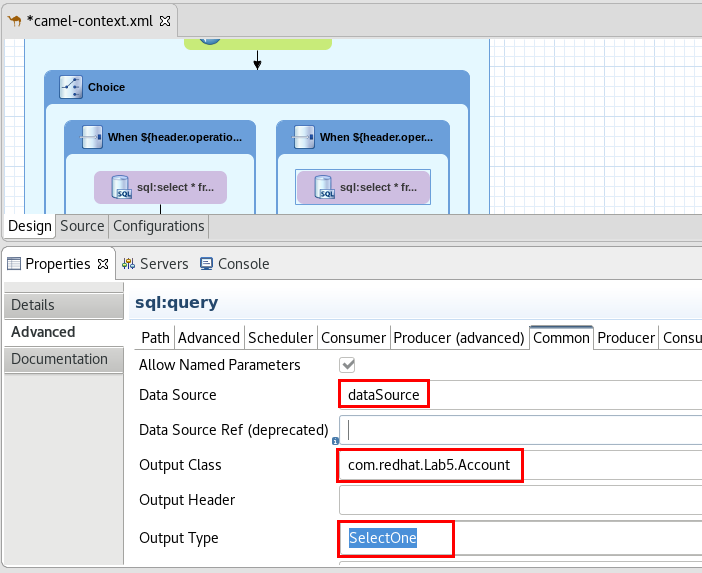 *camel-context.xml
Choice
When ${header.operatio...
When ${header.oper...
SQL
sql:select * fr...
SQL
sql:select * fr...
Design Source Configurations
Properties Servers Console
Details
Advanced
Documentation
sql:query
Path Advanced Scheduler Consumer Producer (advanced) Common Producer Consu
Allow Named Parameters
Data Source dataSource
Data Source Ref (deprecated)
Output Class com.redhat.Lab5.Account
Output Header
Output Type SelectOne